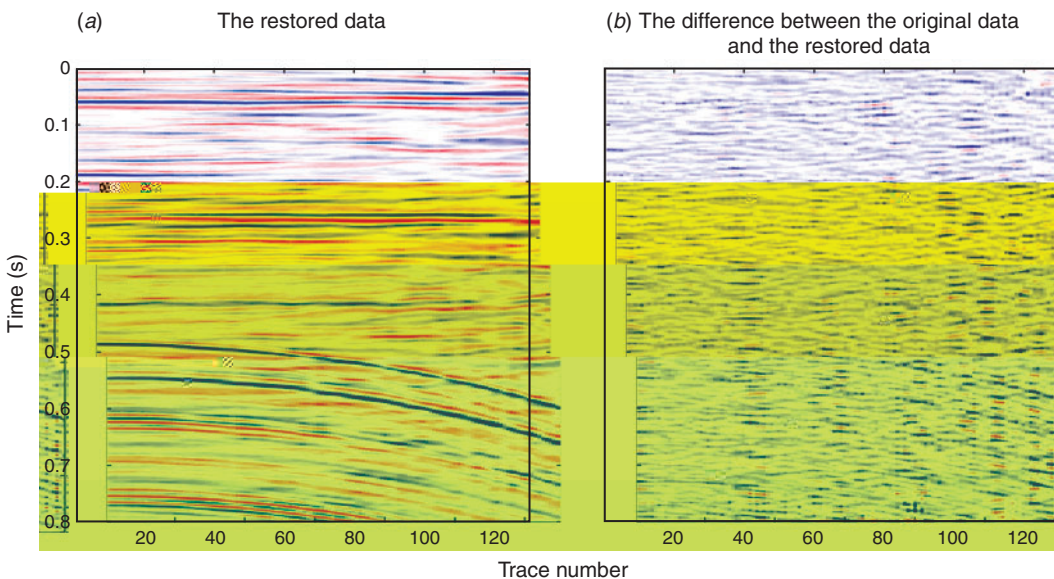 (a) The restored data
(b) The difference between the original data
and the restored data
0
0.1
0.2
0.3
0.4
0.5
0.6
0.7
0.8
Time (s)
20 40 60 80 100 120
20 40 60 80 100 120
Trace number